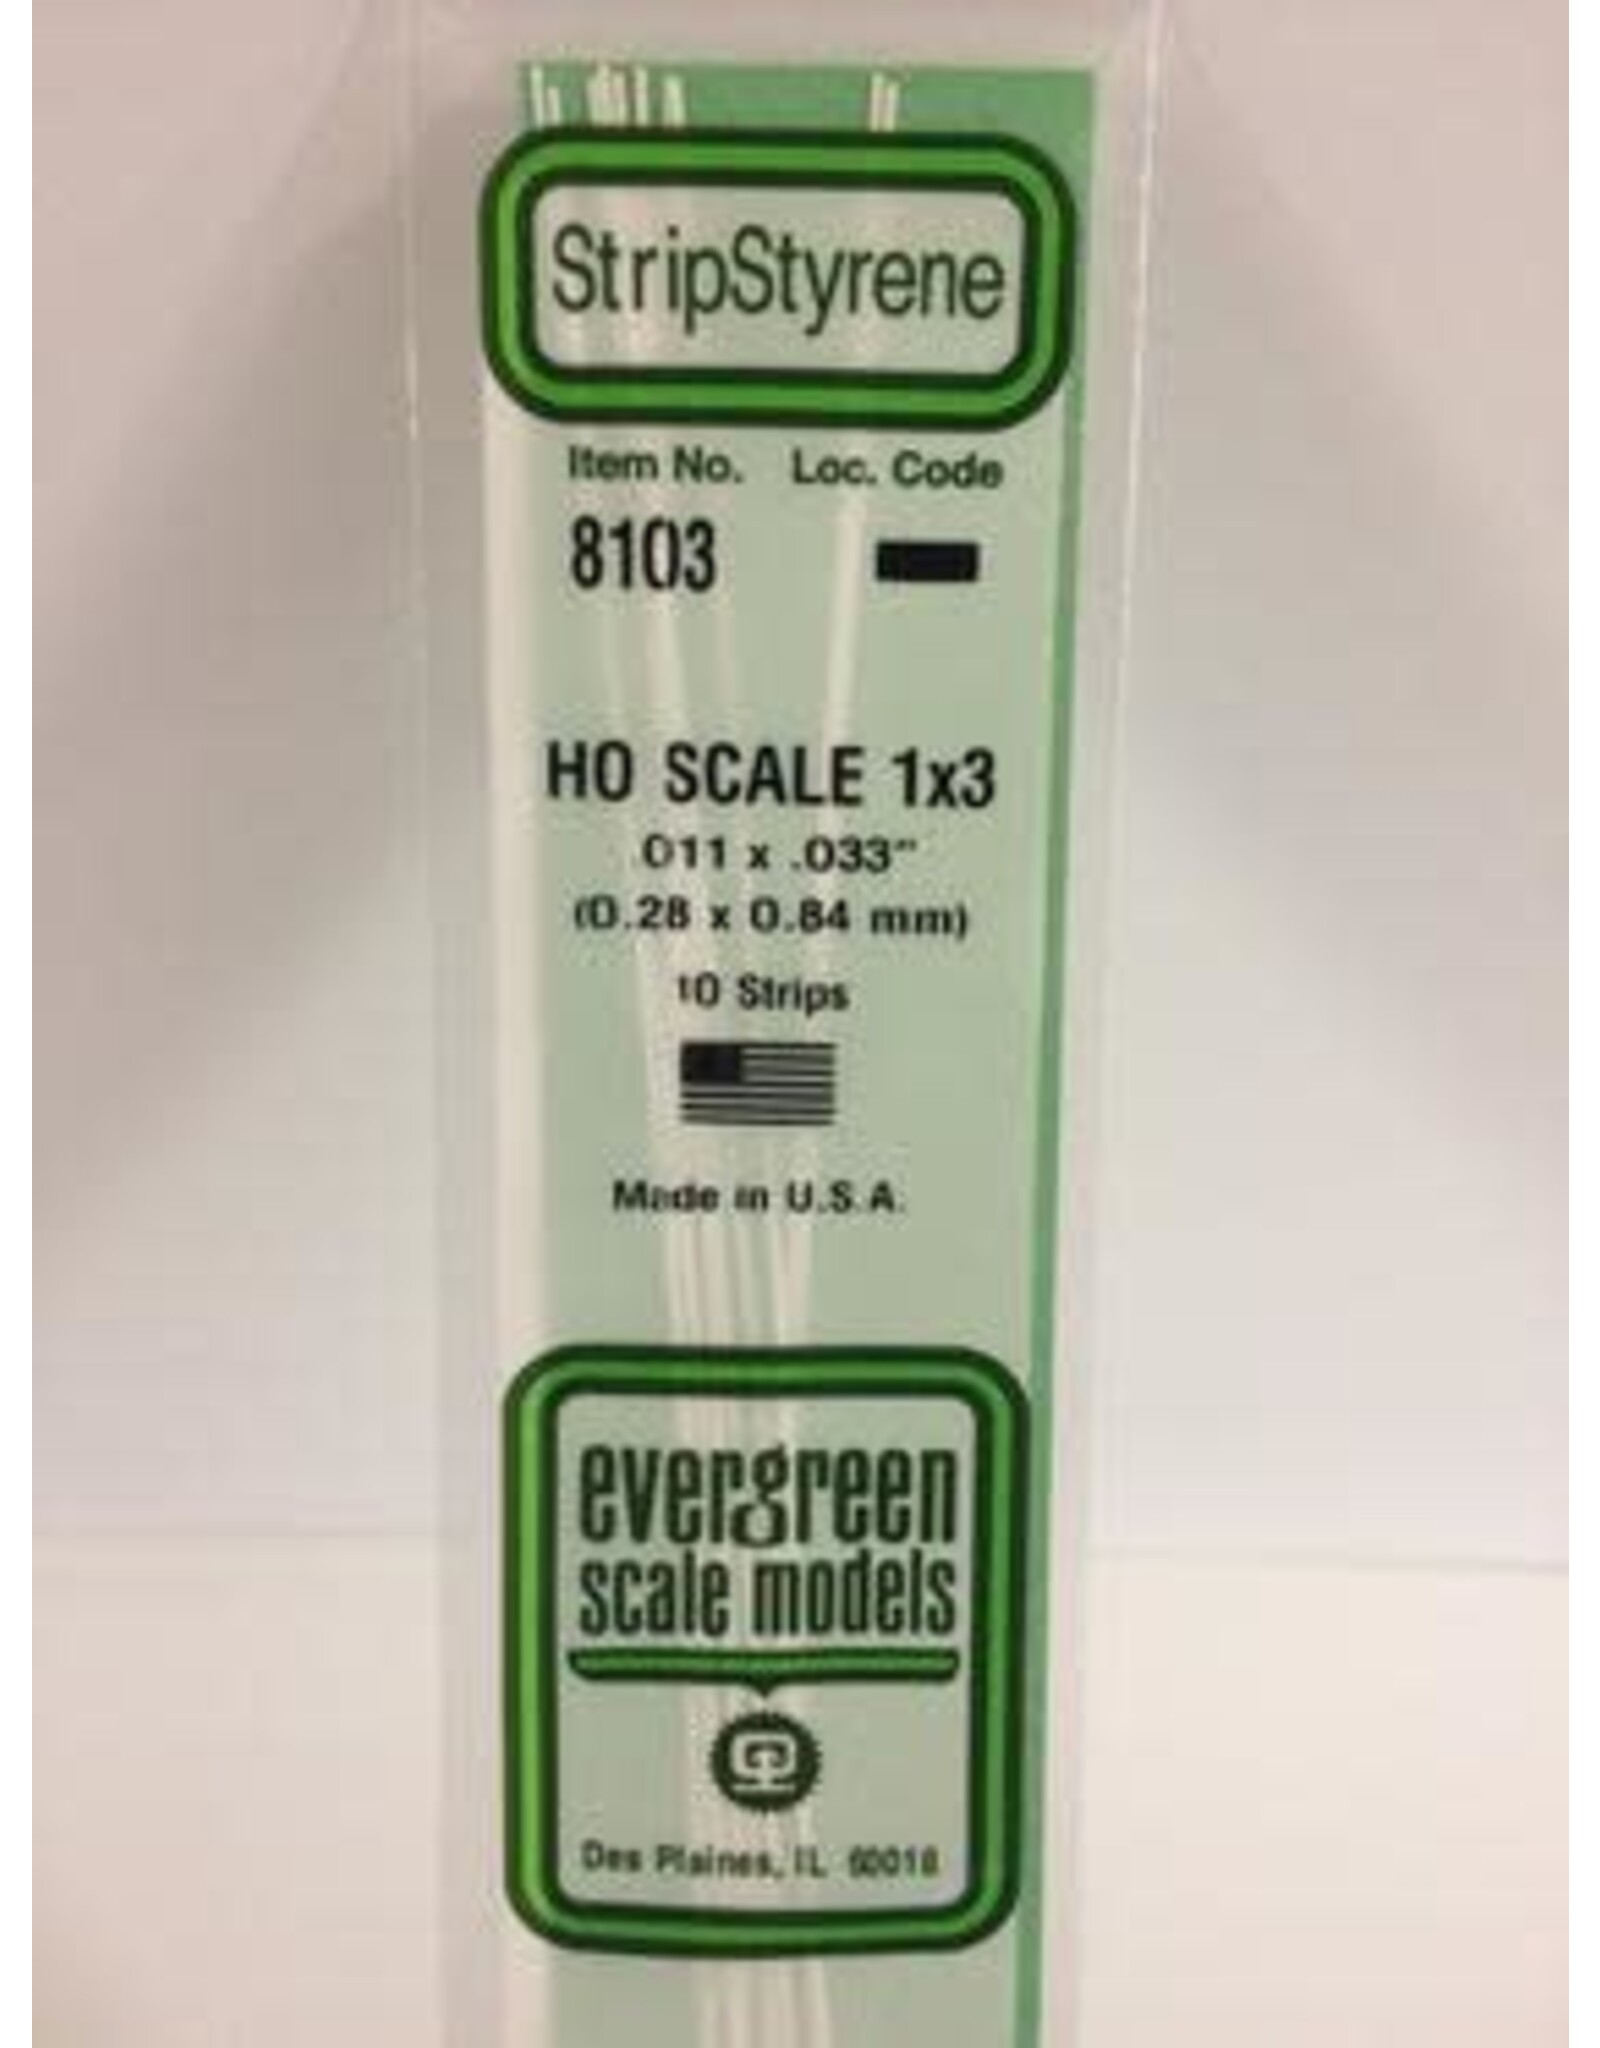 StripStyrene
Item No. Loc. Code
8103
HO SCALE 1x3
.011 x .033"
(0.28 x 0.84 mm)
10 Strips
Made in U.S.A.
evergreen
scale models
Des Plaines, IL 60018